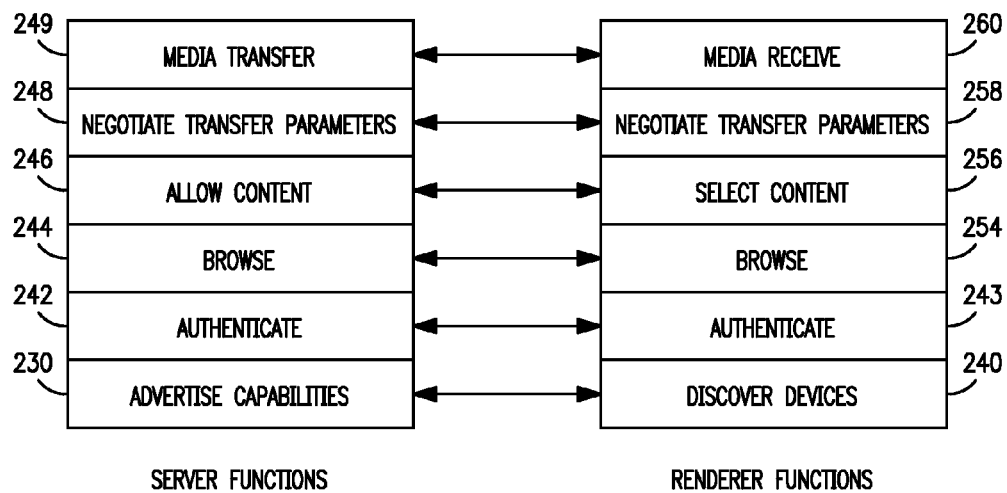 249 MEDIA TRANSFER MEDIA RECEIVE 260
248 NEGOTIATE TRANSFER PARAMETERS NEGOTIATE TRANSFER PARAMETERS 258
246 ALLOW CONTENT SELECT CONTENT 256
244 BROWSE BROWSE 254
242 AUTHENTICATE AUTHENTICATE 243
230 ADVERTISE CAPABILITIES DISCOVER DEVICES 240
SERVER FUNCTIONS RENDERER FUNCTIONS